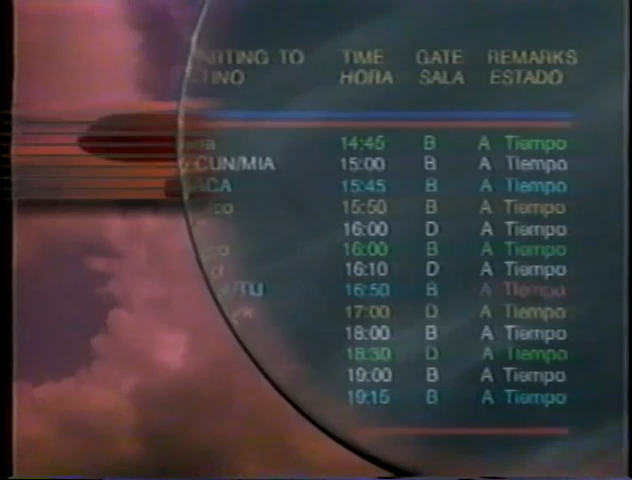 RTING TO TIME GATE REMARKS
TINO HORA SALA ESTADO
14:45 B A Tiempo
CUN/MIA 15:00 B A Tiempo
ACA 15:45 B A Tiempo
co 15:50 B A Tiempo
16:00 D A Tiempo
o 16:00 B A Tiempo
d 16:10 D A Tiempo
/TIJ 16:50 B A Tiempo
17:00 D A Tiempo
18:00 B A Tiempo
18:30 D A Tiempo
19:00 B A Tiempo
19:15 B A Tiempo